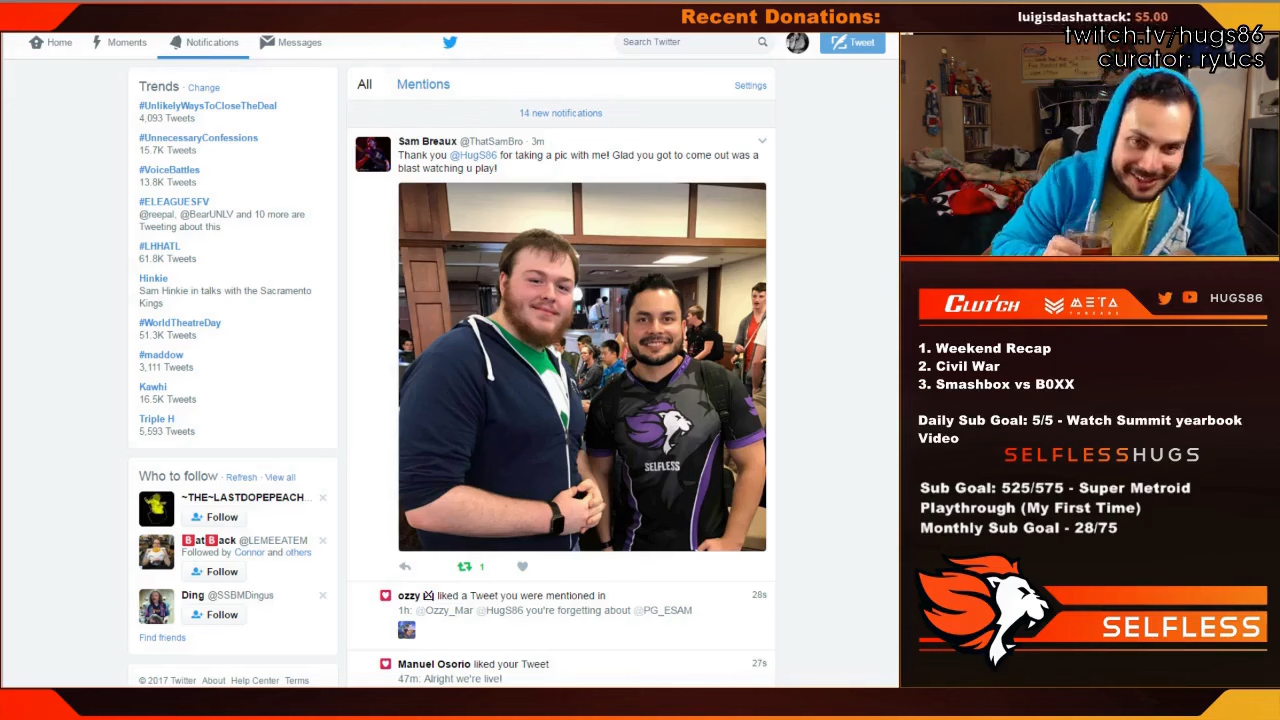 Recent Donations:
luigisdashattack: $5.00
twitch.tv/hugs86
curator: ryucs
Home
Moments
Notifications
Messages
Search Twitter
Tweet
Trends · Change
#UnlikelyWaysToCloseTheDeal
4,093 Tweets
#UnnecessaryConfessions
15.7K Tweets
#VoiceBattles
13.8K Tweets
#ELEAGUESFV
@reepal, @BearUNLV and 10 more are
Tweeting about this
#LHHATL
61.8K Tweets
Hinkie
Sam Hinkie in talks with the Sacramento
Kings
#WorldTheatreDay
51.3K Tweets
#maddow
3,111 Tweets
Kawhi
16.5K Tweets
Triple H
5,593 Tweets
Who to follow · Refresh · View all
~THE~LASTDOPEPEACH...
Follow
BatBack @LEMEEATEM
Followed by Connor and others
Follow
Ding @SSBMDingus
Follow
Find friends
© 2017 Twitter About Help Center Terms
All
Mentions
Settings
14 new notifications
Sam Breaux @ThatSamBro · 3m
Thank you @HugS86 for taking a pic with me! Glad you got to come out was a
blast watching u play!
SELFLESS
1
ozzy liked a Tweet you were mentioned in
28s
1h: @Ozzy_Mar @HugS86 you're forgetting about @PG_ESAM
Manuel Osorio liked your Tweet
27s
47m: Alright we're live!
CLUTCH
META
THREADS
HUGS86
1. Weekend Recap
2. Civil War
3. Smashbox vs B0XX
Daily Sub Goal: 5/5 - Watch Summit yearbook
Video
SELFLESSHUGS
Sub Goal: 525/575 - Super Metroid
Playthrough (My First Time)
Monthly Sub Goal - 28/75
SELFLESS